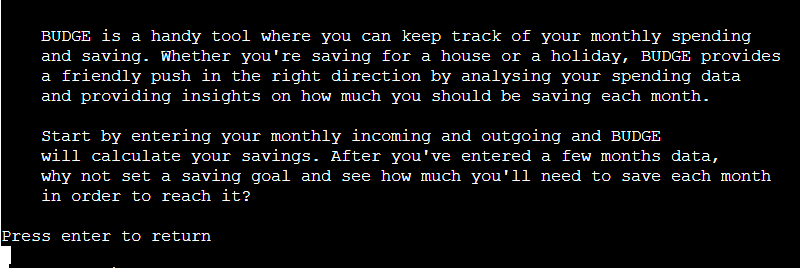 BUDGE is a handy tool where you can keep track of your monthly spending
and saving. Whether you're saving for a house or a holiday, BUDGE provides
a friendly push in the right direction by analysing your spending data
and providing insights on how much you should be saving each month.
Start by entering your monthly incoming and outgoing and BUDGE
will calculate your savings. After you've entered a few months data,
why not set a saving goal and see how much you'll need to save each month
in order to reach it?
Press enter to return